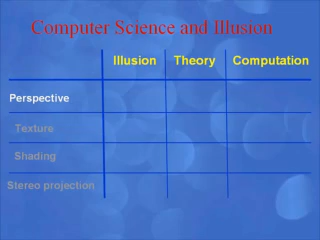 Computer Science and Illusion
Illusion Theory Computation
Perspective
Texture
Shading
Stereo projection